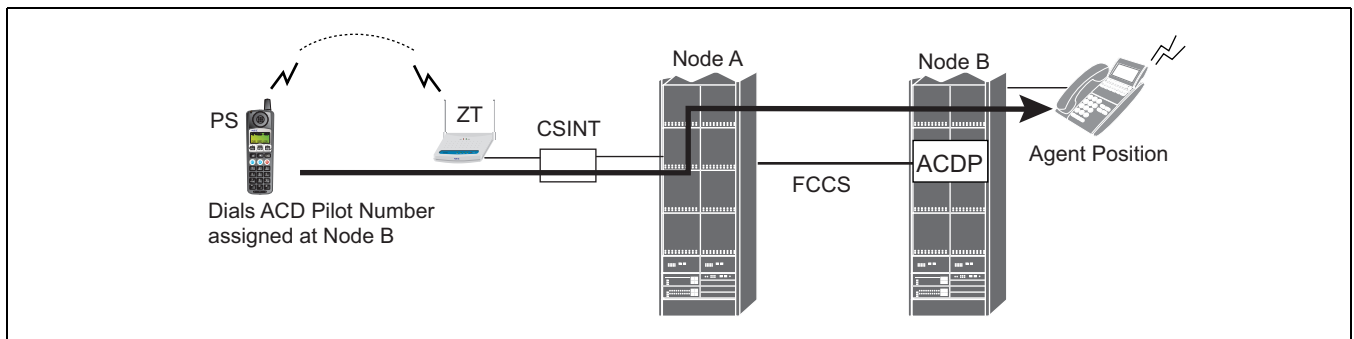 Node A
Node B
PS
ZT
CSINT
ACDP
Agent Position
FCCS
Dials ACD Pilot Number
assigned at Node B